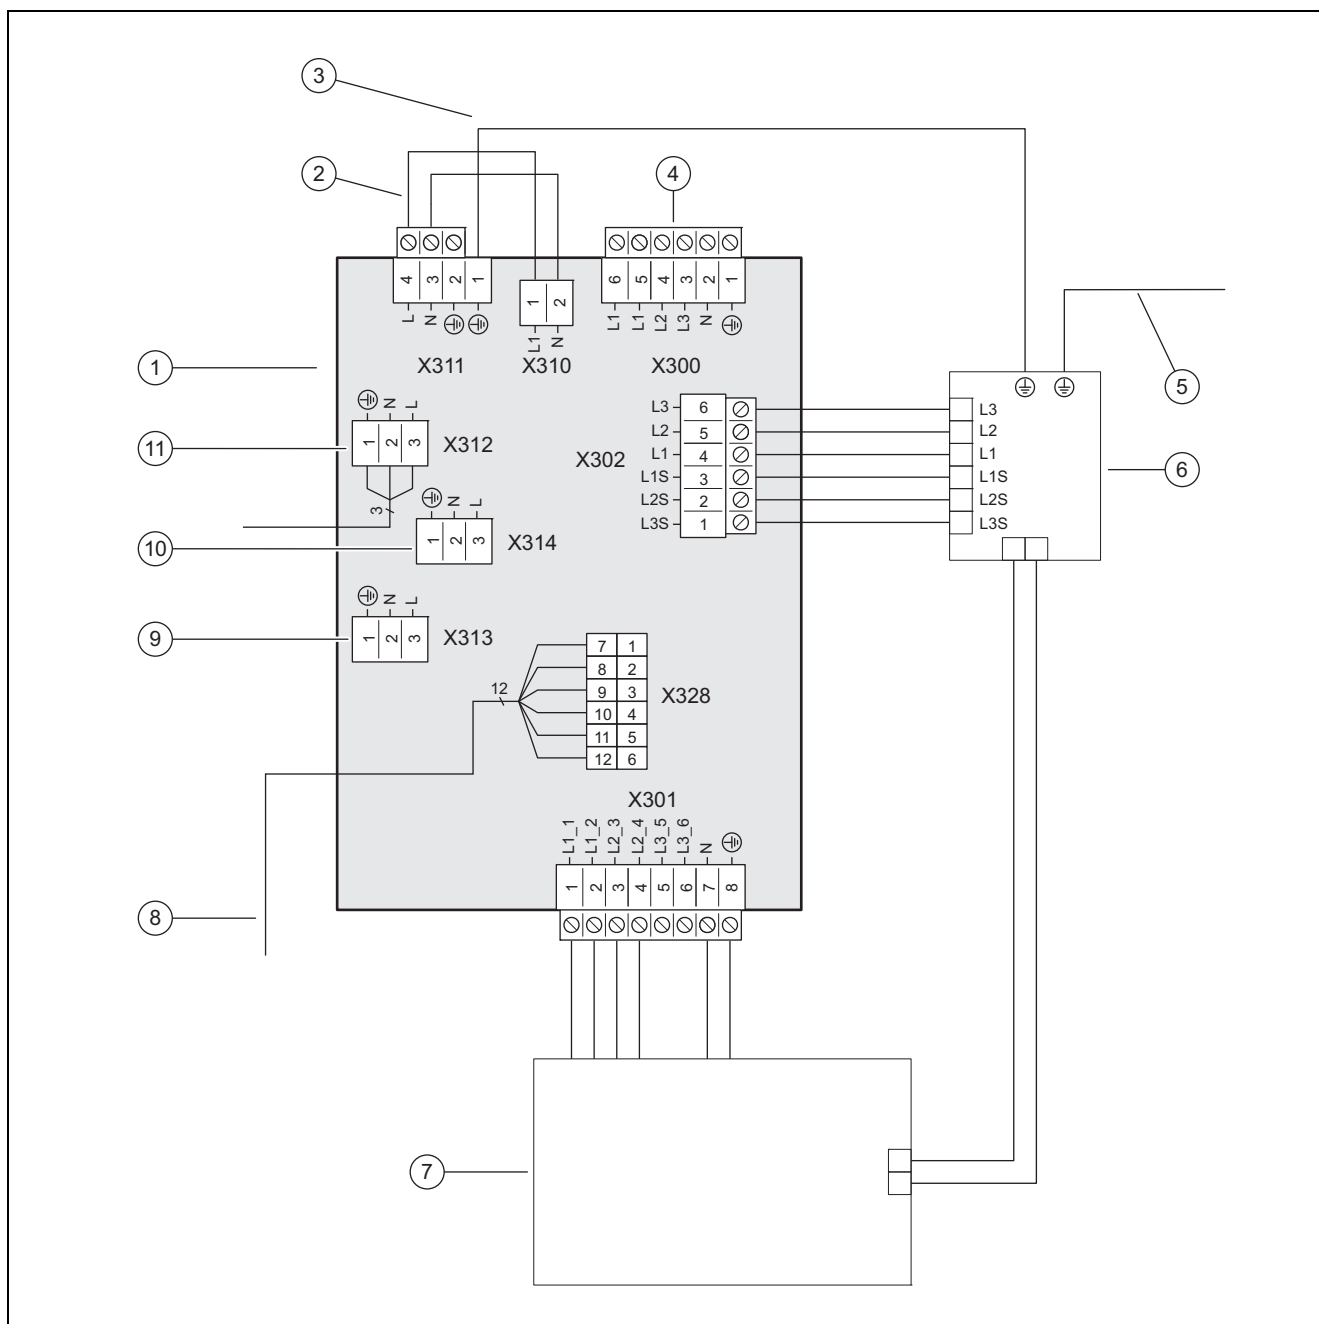 3
2
4
4 3 2 1
1 2
6 5 4 3 2 1
L N
L1 N
L1 L1 L2 L3 N
X311
X310
X300
1
5
N L
L3 6
L3
L2 5
L2
11
1 2 3
X312
X302
L1 4
L1
L1S 3
L1S
6
L2S 2
L2S
3
N L
L3S 1
L3S
10
1 2 3
X314
N L
9
1 2 3
X313
7 1
8 2
12
9 3
X328
10 4
11 5
12 6
X301
L1_1 L1_2 L2_3 L2_4 L3_5 L3_6 N
1 2 3 4 5 6 7 8
8
7